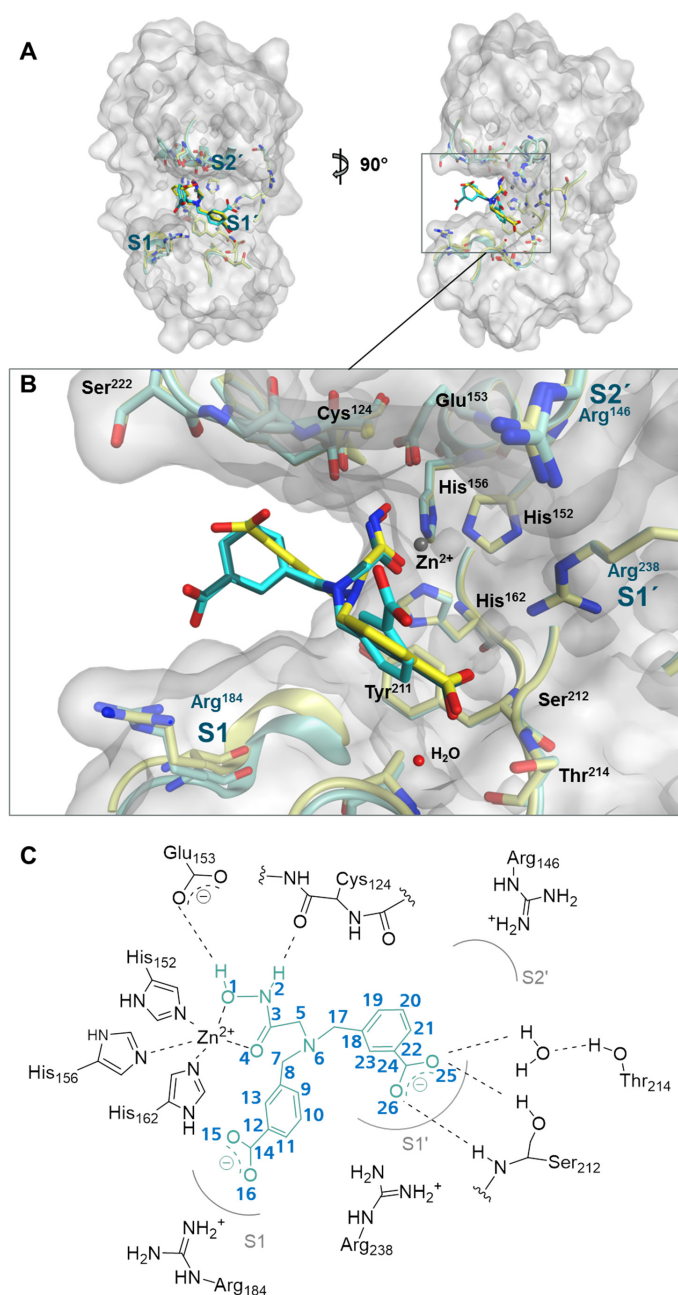 A
S2´
S1´
S1
90°
B
Ser²²²
Cys¹²⁴
Glu¹⁵³
S2´
Arg¹⁴⁶
His¹⁵⁶
His¹⁵²
Zn²⁺
Arg²³⁸
S1´
His¹⁶²
Tyr²¹¹
Arg¹⁸⁴
S1
Ser²¹²
H₂O
Thr²¹⁴
C
Glu₁₅₃
O
O
⊖
NH
Cys₁₂₄
O
N
H
O
Arg₁₄₆
HN
NH₂
⁺H₂N
S2'
H
H
1
2
O
N
His₁₅₂
HN
N
Zn²⁺
3
5
O
4
N
6
7
17
18
19
20
21
22
23
24
O
25
O
26
⊖
S1'
HN
N
His₁₅₆
N
N
H
His₁₆₂
8
9
10
11
12
13
14
15
O
O
16
⊖
S1
H
O
H
H
O
Thr₂₁₄
H
O
H
N
Ser₂₁₂
H₂N
NH₂⁺
HN
Arg₂₃₈
NH₂⁺
H₂N
NH
Arg₁₈₄